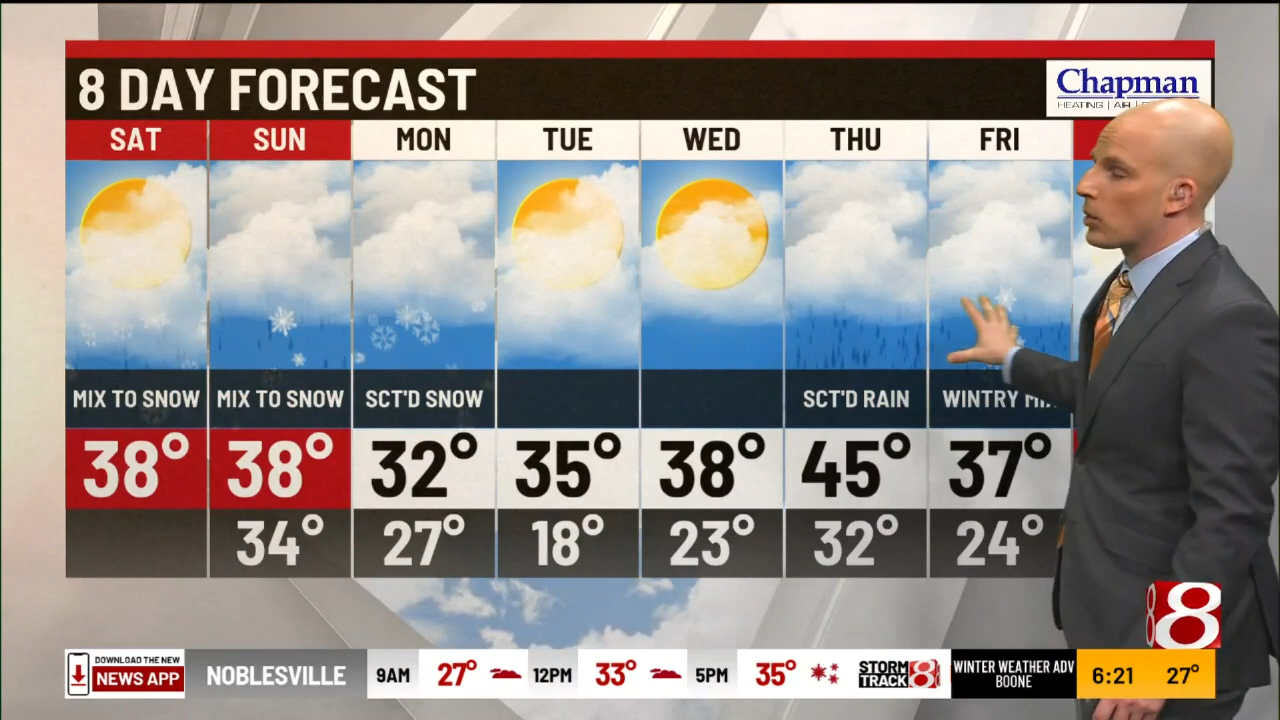 8 DAY FORECAST
Chapman
HEATING | AIR |
SAT SUN MON TUE WED THU FRI
MIX TO SNOW MIX TO SNOW SCT'D SNOW SCT'D RAIN WINTRY MIX
38° 38° 32° 35° 38° 45° 37°
34° 27° 18° 23° 32° 24°
8
DOWNLOAD THE NEW
NEWS APP
NOBLESVILLE
9AM 27° 12PM 33° 5PM 35°
STORM
TRACK 8
WINTER WEATHER ADV
BOONE
6:21 27°